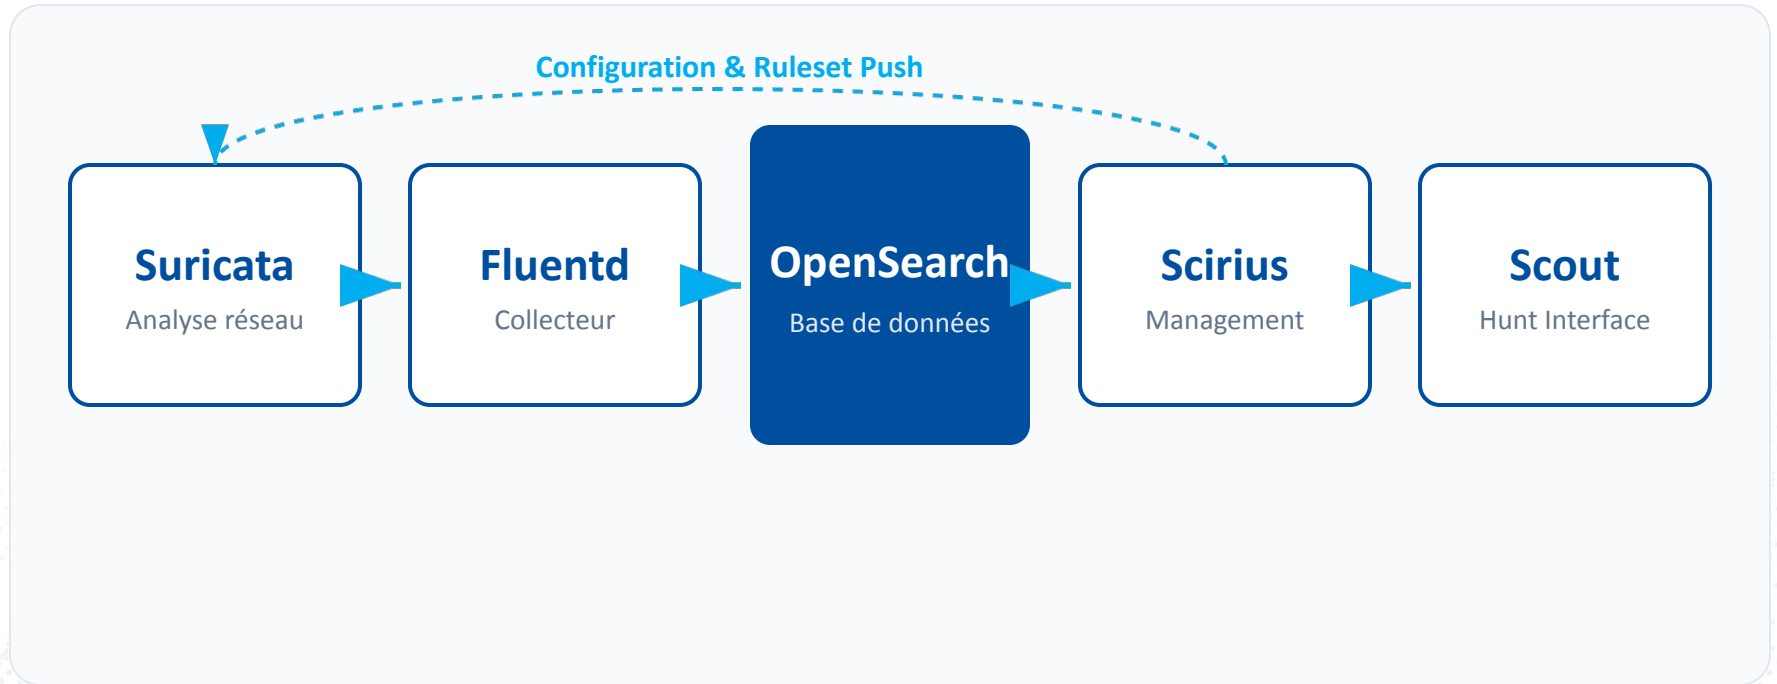 Configuration & Ruleset Push
Suricata
Analyse réseau
Fluentd
Collecteur
OpenSearch
Base de données
Scirius
Management
Scout
Hunt Interface